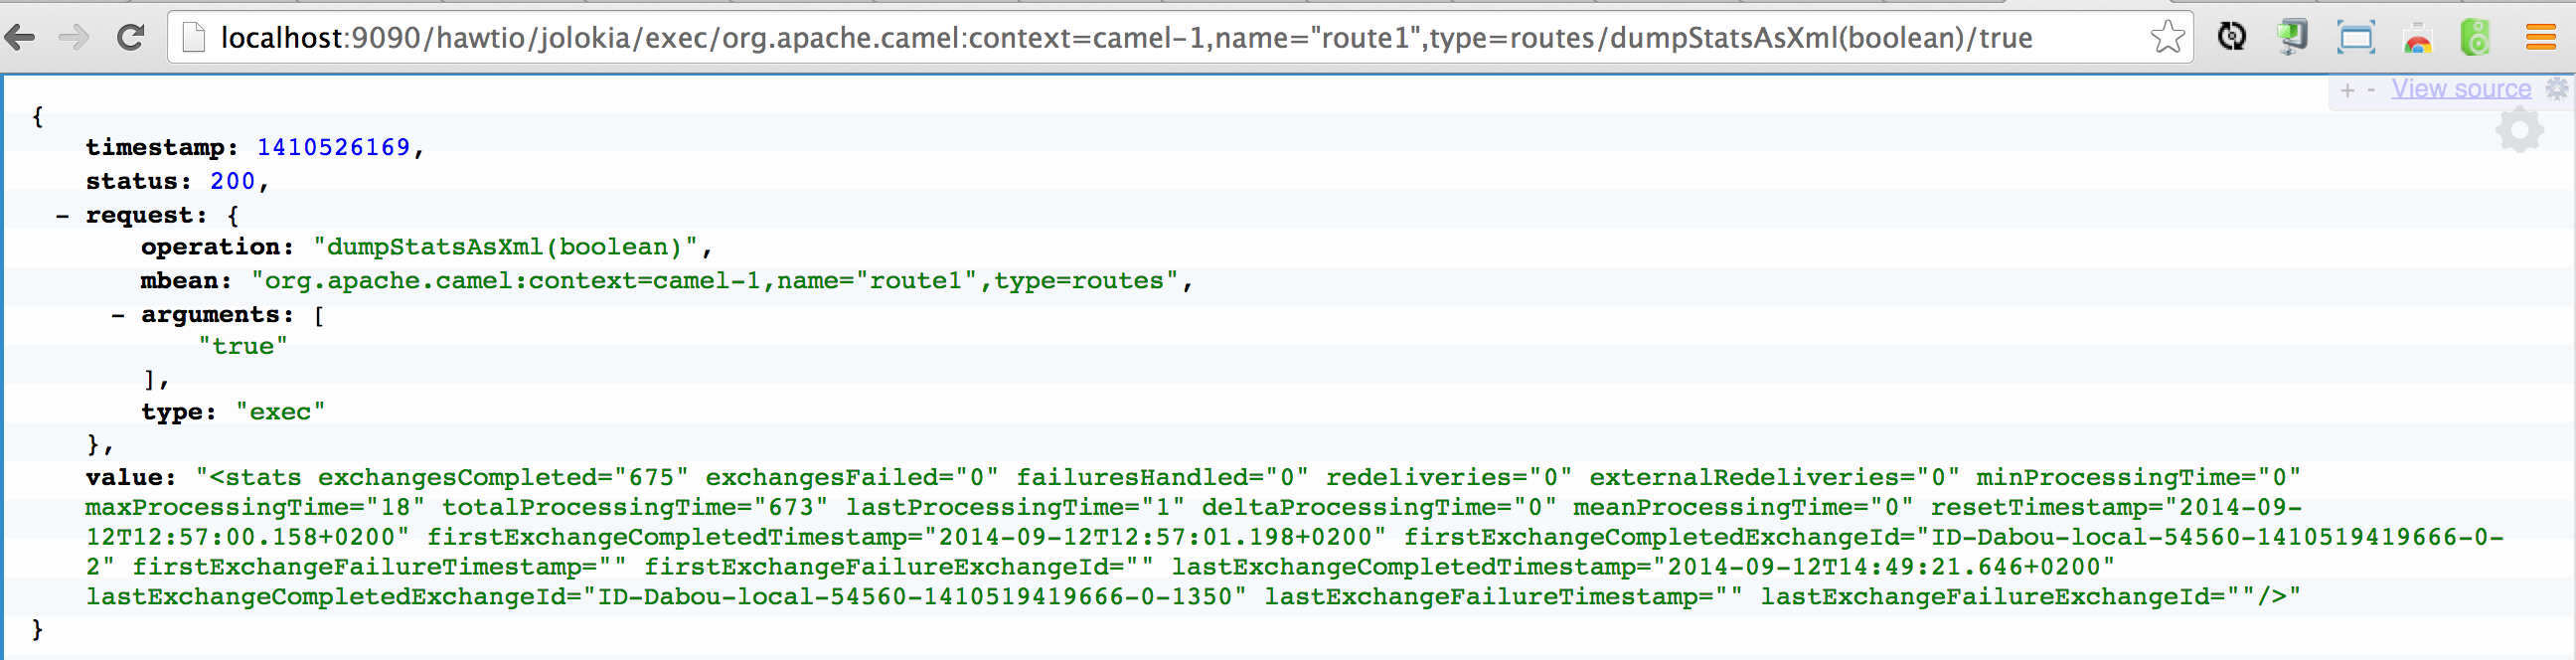 localhost:9090/hawtio/jolokia/exec/org.apache.camel:context=camel-1,name="route1",type=routes/dumpStatsAsXml(boolean)/true
+ - View source
{
timestamp: 1410526169,
status: 200,
- request: {
operation: "dumpStatsAsXml(boolean)",
mbean: "org.apache.camel:context=camel-1,name="route1",type=routes",
- arguments: [
"true"
],
type: "exec"
},
value: "<stats exchangesCompleted="675" exchangesFailed="0" failuresHandled="0" redeliveries="0" externalRedeliveries="0" minProcessingTime="0"
maxProcessingTime="18" totalProcessingTime="673" lastProcessingTime="1" deltaProcessingTime="0" meanProcessingTime="0" resetTimestamp="2014-09-
12T12:57:00.158+0200" firstExchangeCompletedTimestamp="2014-09-12T12:57:01.198+0200" firstExchangeCompletedExchangeId="ID-Dabou-local-54560-1410519419666-0-
2" firstExchangeFailureTimestamp="" firstExchangeFailureExchangeId="" lastExchangeCompletedTimestamp="2014-09-12T14:49:21.646+0200"
lastExchangeCompletedExchangeId="ID-Dabou-local-54560-1410519419666-0-1350" lastExchangeFailureTimestamp="" lastExchangeFailureExchangeId=""/>"
}